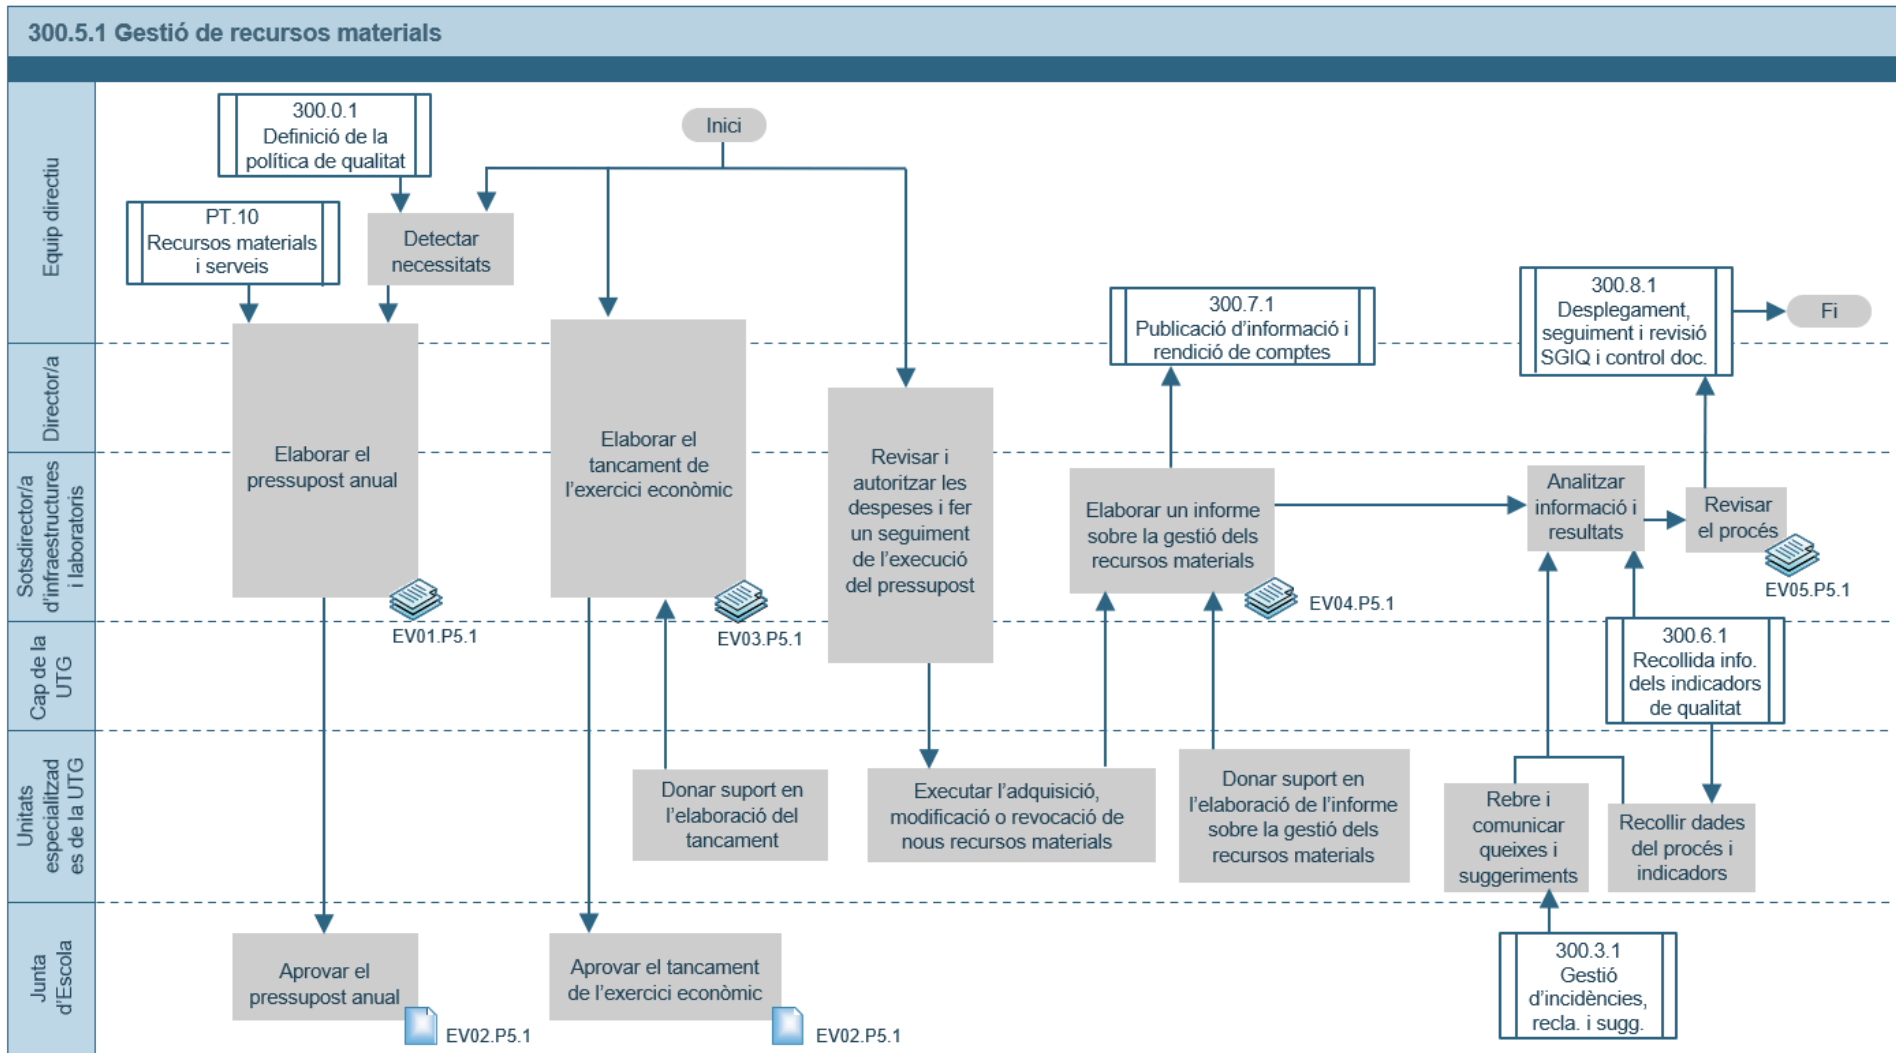 300.5.1 Gestió de recursos materials
Equip directiu
300.0.1
Definició de la
política de qualitat
Inici
PT.10
Recursos materials
i serveis
Detectar
necessitats
300.7.1
Publicació d'informació i
rendició de comptes
300.8.1
Desplegament,
seguiment i revisió
SGIQ i control doc.
Fi
Director/a
Sotsdirector/a
d'infraestructures
i laboratoris
Elaborar el
pressupost anual
EV01.P5.1
Elaborar el
tancament de
l'exercici econòmic
EV03.P5.1
Revisar i
autoritzar les
despeses i fer
un seguiment
de l'execució
del pressupost
Elaborar un informe
sobre la gestió dels
recursos materials
EV04.P5.1
Analitzar
informació i
resultats
Revisar
el procés
EV05.P5.1
Cap de la
UTG
300.6.1
Recollida info.
dels indicadors
de qualitat
Unitats
especialitzad
es de la UTG
Donar suport en
l'elaboració del
tancament
Executar l'adquisició,
modificació o revocació de
nous recursos materials
Donar suport en
l'elaboració de l'informe
sobre la gestió dels
recursos materials
Rebre i
comunicar
queixes i
suggeriments
Recollir dades
del procés i
indicadors
Junta
d'Escola
Aprovar el
pressupost anual
EV02.P5.1
Aprovar el tancament
de l'exercici econòmic
EV02.P5.1
300.3.1
Gestió
d'incidències,
recla. i sugg.